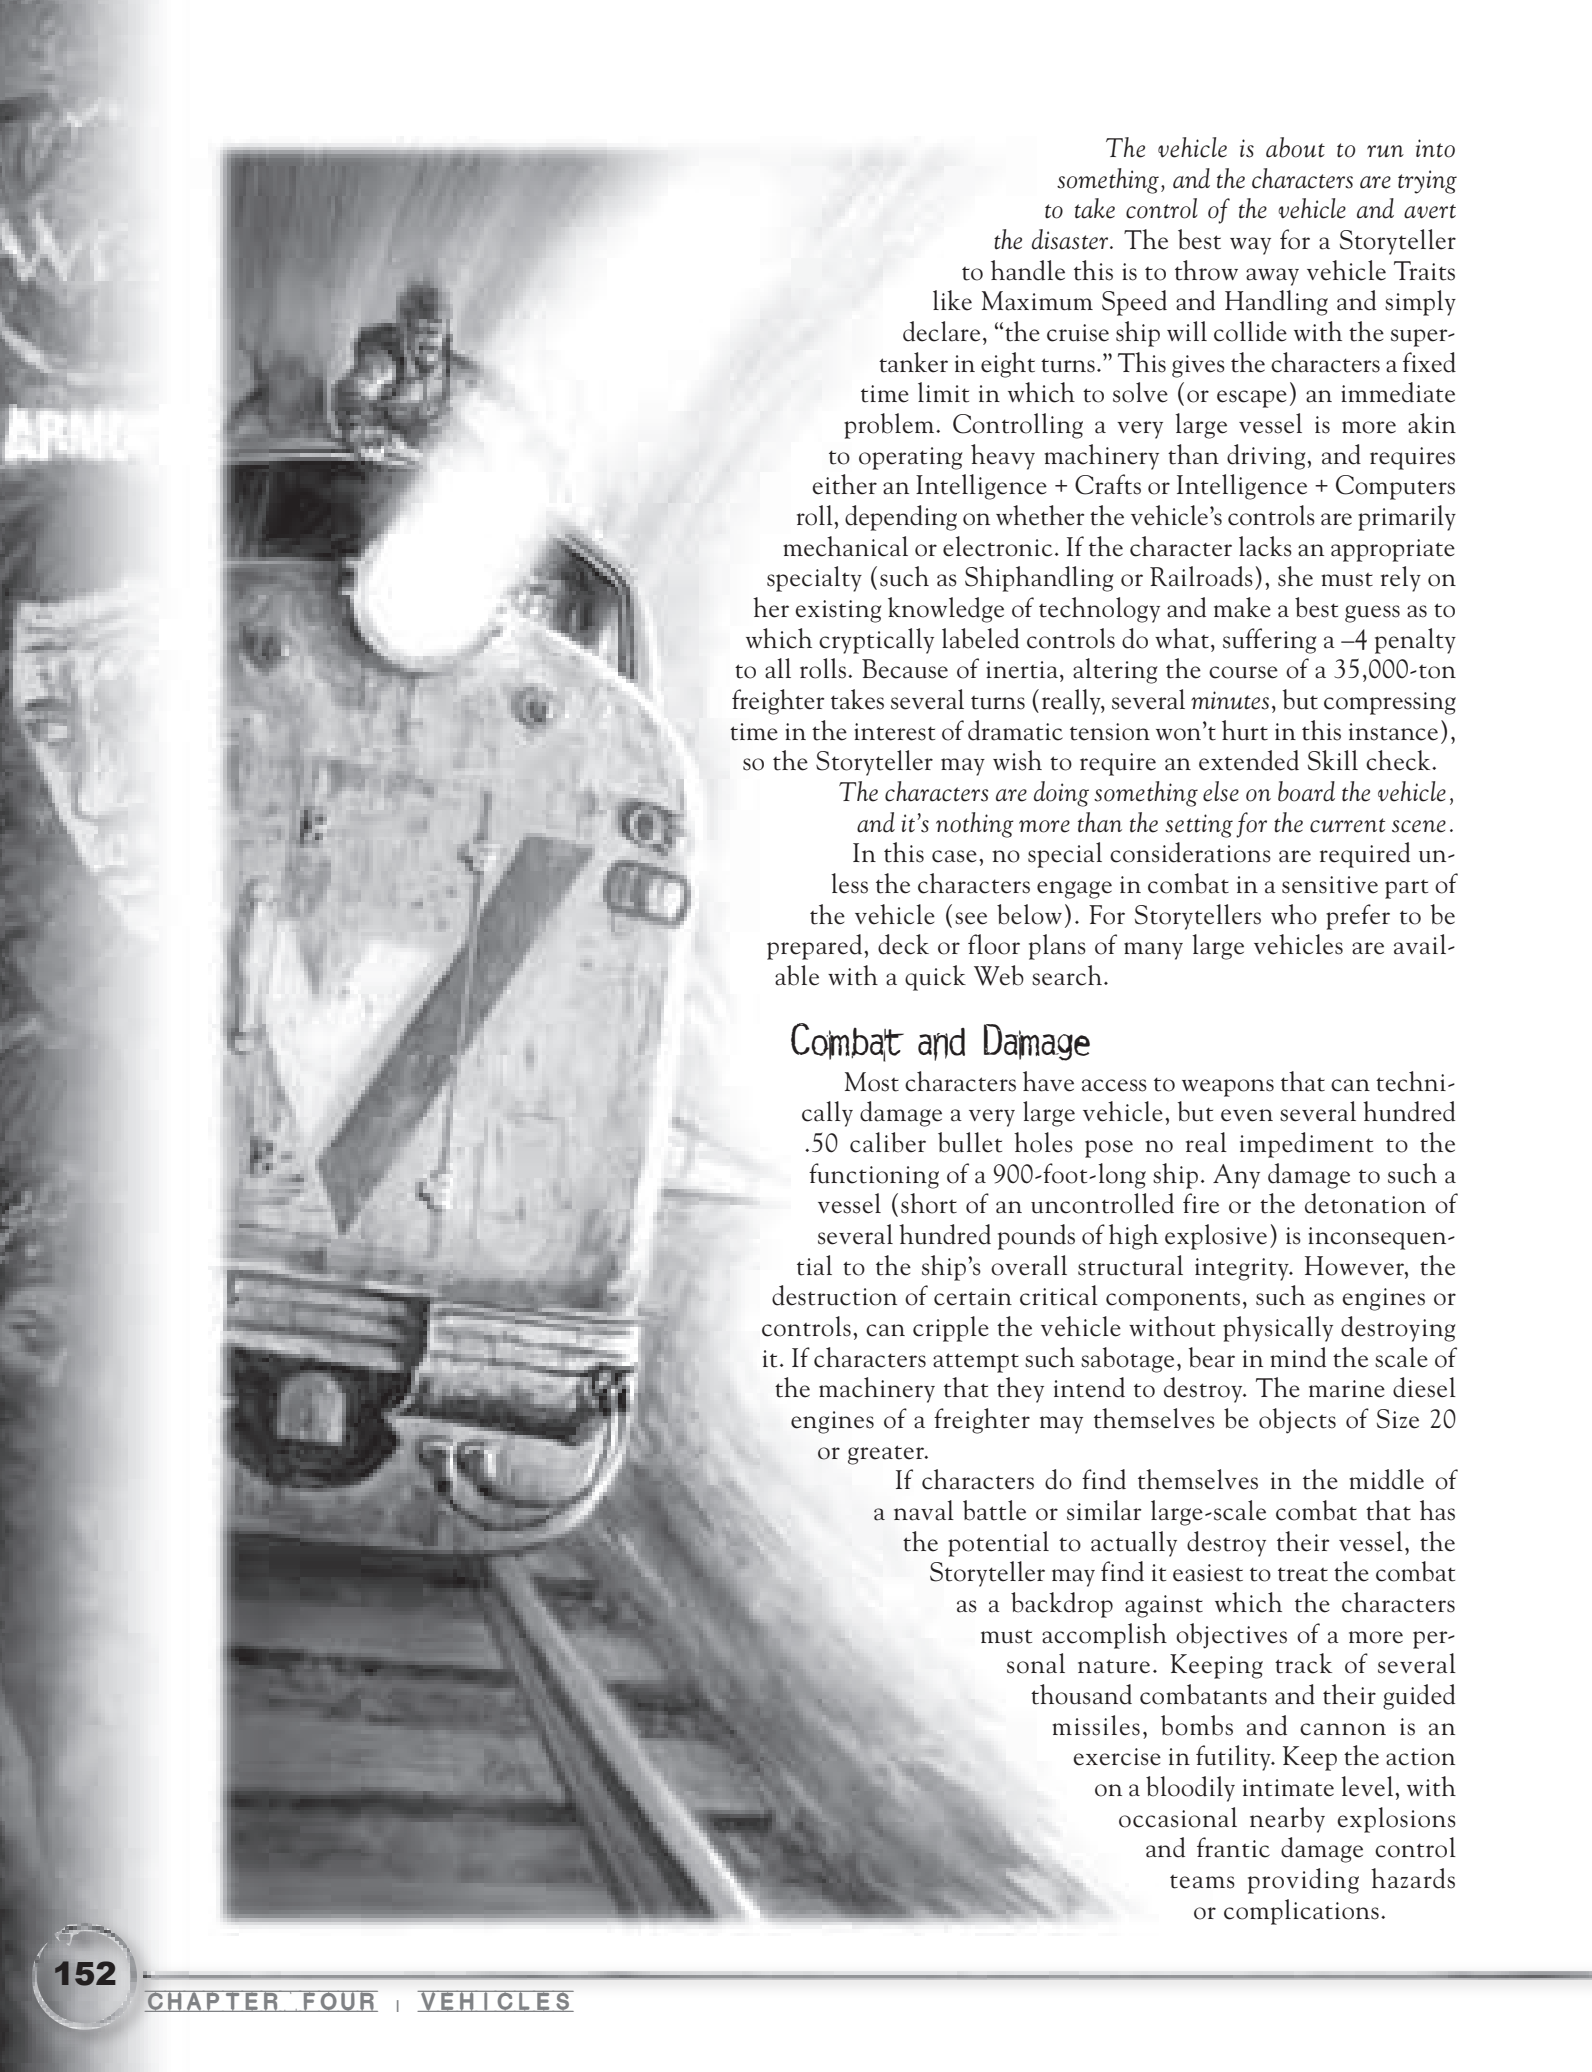 The vehicle is about to run into
something, and the characters are trying
to take control of the vehicle and avert
the disaster. The best way for a Storyteller
to handle this is to throw away vehicle Traits
like Maximum Speed and Handling and simply
declare, “the cruise ship will collide with the super-
tanker in eight turns.” This gives the characters a fixed
time limit in which to solve (or escape) an immediate
problem. Controlling a very large vessel is more akin
to operating heavy machinery than driving, and requires
either an Intelligence + Crafts or Intelligence + Computers
roll, depending on whether the vehicle’s controls are primarily
mechanical or electronic. If the character lacks an appropriate
specialty (such as Shiphandling or Railroads), she must rely on
her existing knowledge of technology and make a best guess as to
which cryptically labeled controls do what, suffering a –4 penalty
to all rolls. Because of inertia, altering the course of a 35,000-ton
freighter takes several turns (really, several minutes, but compressing
time in the interest of dramatic tension won’t hurt in this instance),
so the Storyteller may wish to require an extended Skill check.
The characters are doing something else on board the vehicle,
and it’s nothing more than the setting for the current scene.
In this case, no special considerations are required un-
less the characters engage in combat in a sensitive part of
the vehicle (see below). For Storytellers who prefer to be
prepared, deck or floor plans of many large vehicles are avail-
able with a quick Web search.
Combat and Damage
Most characters have access to weapons that can techni-
cally damage a very large vehicle, but even several hundred
.50 caliber bullet holes pose no real impediment to the
functioning of a 900-foot-long ship. Any damage to such a
vessel (short of an uncontrolled fire or the detonation of
several hundred pounds of high explosive) is inconsequen-
tial to the ship’s overall structural integrity. However, the
destruction of certain critical components, such as engines or
controls, can cripple the vehicle without physically destroying
it. If characters attempt such sabotage, bear in mind the scale of
the machinery that they intend to destroy. The marine diesel
engines of a freighter may themselves be objects of Size 20
or greater.
If characters do find themselves in the middle of
a naval battle or similar large-scale combat that has
the potential to actually destroy their vessel, the
Storyteller may find it easiest to treat the combat
as a backdrop against which the characters
must accomplish objectives of a more per-
sonal nature. Keeping track of several
thousand combatants and their guided
missiles, bombs and cannon is an
exercise in futility. Keep the action
on a bloodily intimate level, with
occasional nearby explosions
and frantic damage control
teams providing hazards
or complications.
152
CHAPTER FOUR | VEHICLES